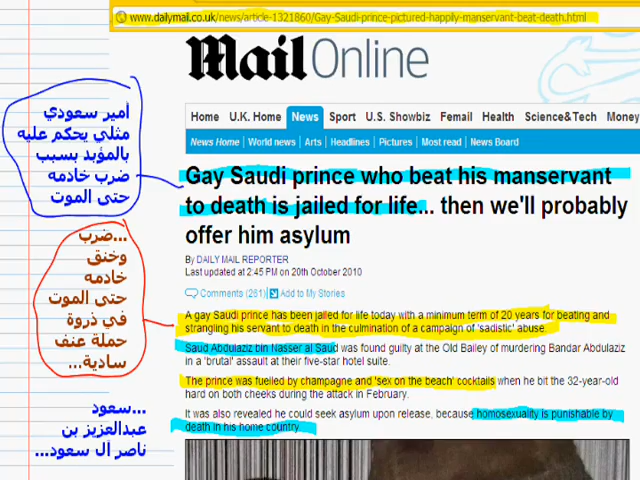 www.dailymail.co.uk/news/article-1321860/Gay-Saudi-prince-pictured-happily-manservant-beat-death.html
Mail Online
Home U.K. Home News Sport U.S. Showbiz Femail Health Science&Tech Money
News Home World news Arts Headlines Pictures Most read News Board
أمير سعودي
مثلي يحكم عليه
بالمؤبد بسبب
ضرب خادمه
حتى الموت
Gay Saudi prince who beat his manservant
to death is jailed for life... then we'll probably
offer him asylum
By DAILY MAIL REPORTER
Last updated at 2:45 PM on 20th October 2010
Comments (261) Add to My Stories
...ضرب
وخنق
خادمه
حتى الموت
في ذروة
حملة عنف
سادية...
A gay Saudi prince has been jailed for life today with a minimum term of 20 years for beating and
strangling his servant to death in the culmination of a campaign of 'sadistic' abuse.
Saud Abdulaziz bin Nasser al Saud was found guilty at the Old Bailey of murdering Bandar Abdulaziz
in a 'brutal' assault at their five-star hotel suite.
The prince was fuelled by champagne and 'sex on the beach' cocktails when he bit the 32-year-old
hard on both cheeks during the attack in February.
It was also revealed he could seek asylum upon release, because homosexuality is punishable by
death in his home country.
...سعود
عبدالعزيز بن
ناصر آل سعود...